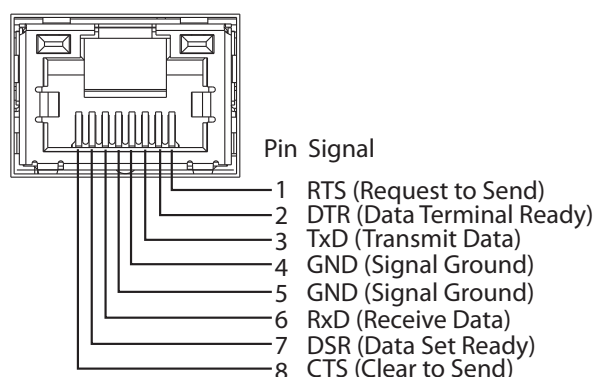 Pin Signal
1 RTS (Request to Send)
2 DTR (Data Terminal Ready)
3 TxD (Transmit Data)
4 GND (Signal Ground)
5 GND (Signal Ground)
6 RxD (Receive Data)
7 DSR (Data Set Ready)
8 CTS (Clear to Send)